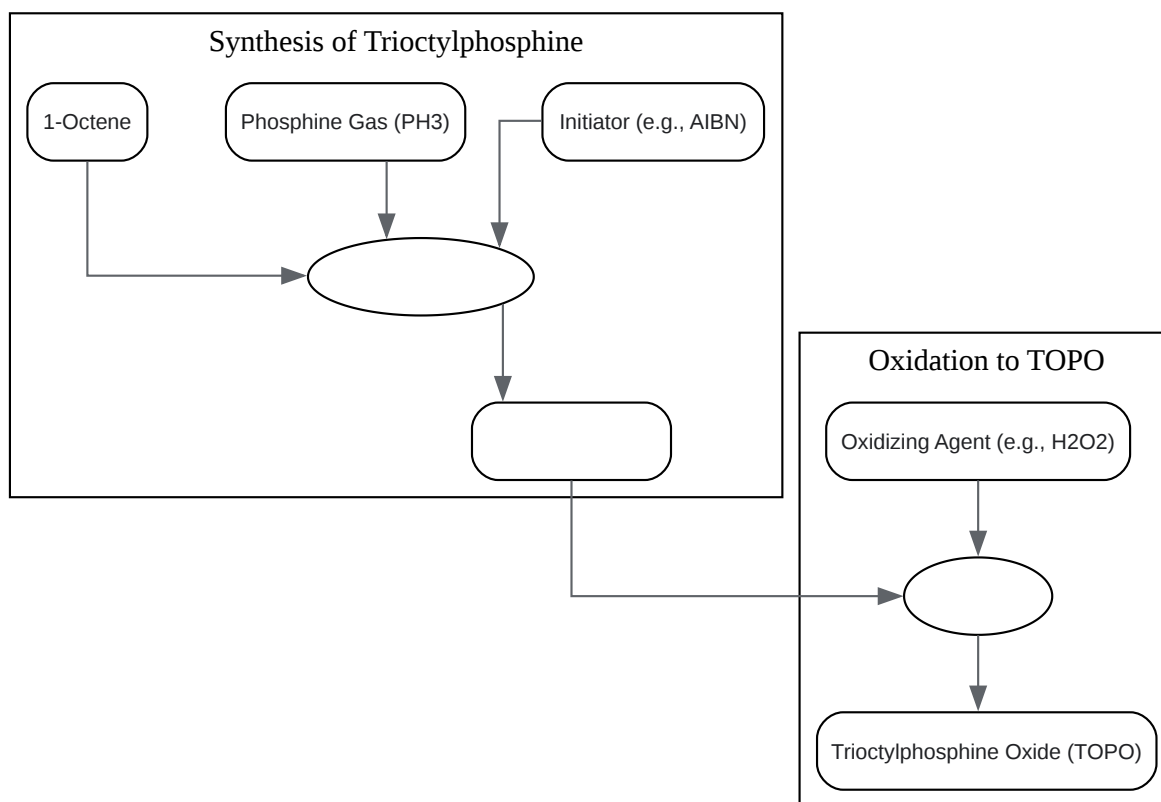 Synthesis of Trioctylphosphine
1-Octene
Phosphine Gas (PH3)
Initiator (e.g., AIBN)
Oxidation to TOPO
Oxidizing Agent (e.g., H2O2)
Trioctylphosphine Oxide (TOPO)